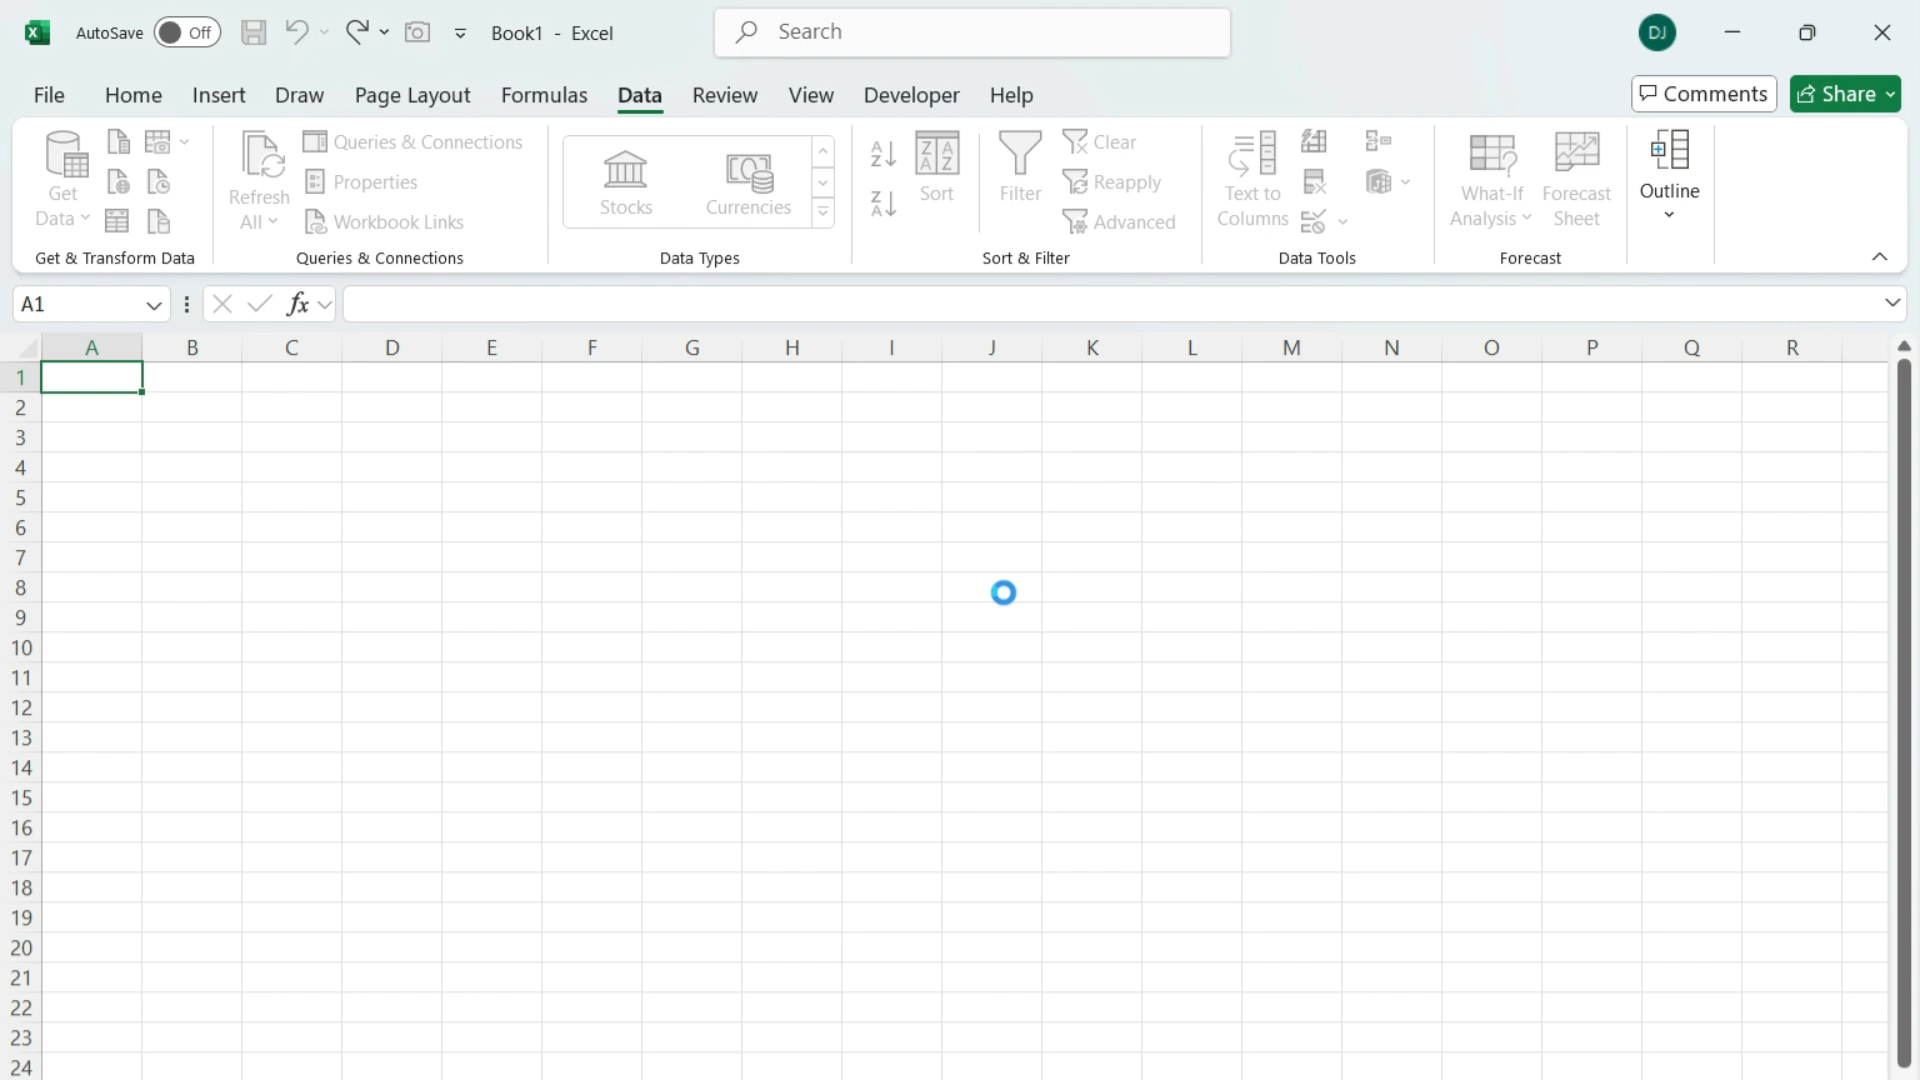 AutoSave Off Book1 - Excel Search DJ
File Home Insert Draw Page Layout Formulas Data Review View Developer Help Comments Share
Get Data
Refresh All
Queries & Connections
Properties
Workbook Links
Stocks
Currencies
Sort
Filter
Clear
Reapply
Advanced
Text to Columns
What-If Analysis
Forecast Sheet
Outline
Get & Transform Data Queries & Connections Data Types Sort & Filter Data Tools Forecast
A1 fx
A B C D E F G H I J K L M N O P Q R
1
2
3
4
5
6
7
8
9
10
11
12
13
14
15
16
17
18
19
20
21
22
23
24